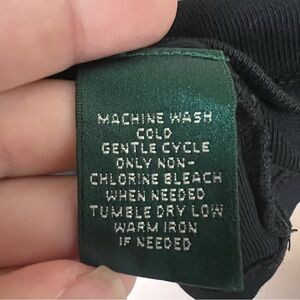 MACHINE WASH
COLD
GENTLE CYCLE
ONLY NON-
CHLORINE BLEACH
WHEN NEEDED
TUMBLE DRY LOW
WARM IRON
IF NEEDED